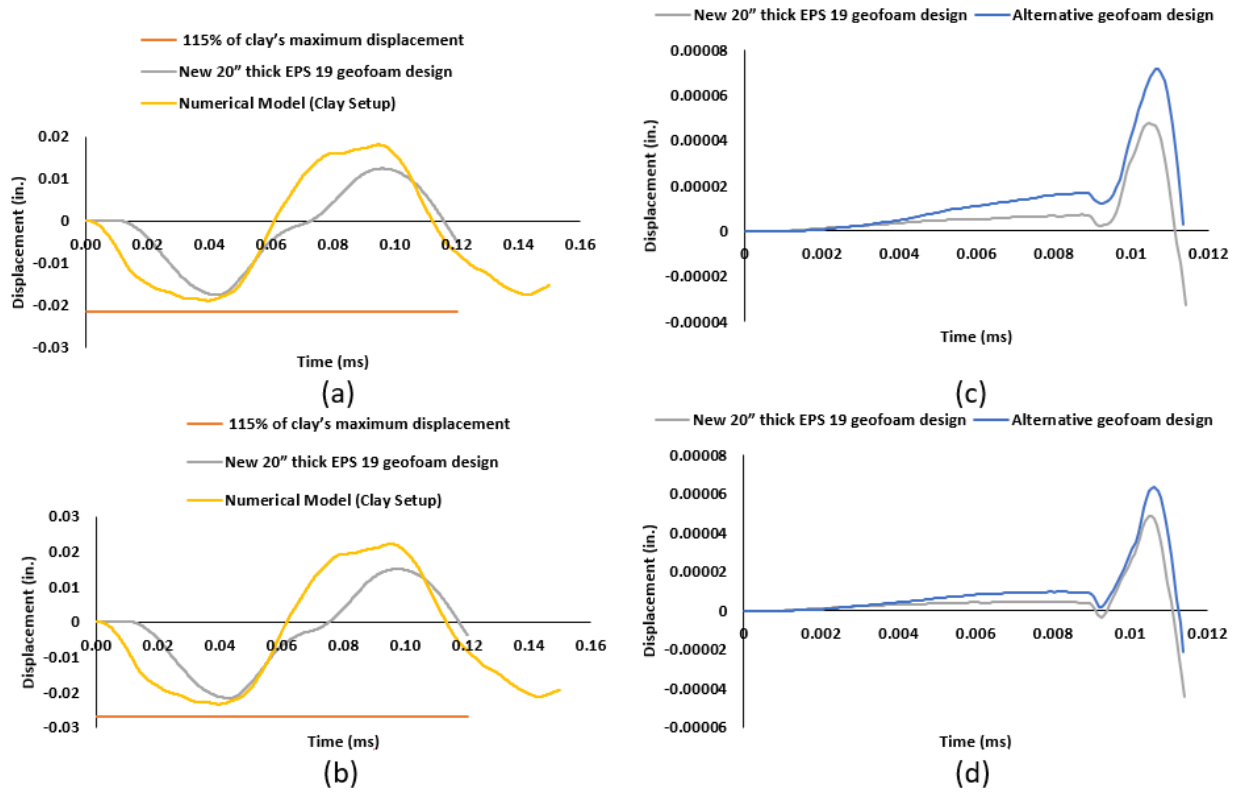 115% of clay's maximum displacement
New 20" thick EPS 19 geofoam design
Numerical Model (Clay Setup)
0.02
0.01
0
-0.01
-0.02
-0.03
0.00 0.02 0.04 0.06 0.08 0.10 0.12 0.14 0.16
Displacement (in.)
Time (ms)
(a)
115% of clay's maximum displacement
New 20" thick EPS 19 geofoam design
Numerical Model (Clay Setup)
0.03
0.02
0.01
0
-0.01
-0.02
-0.03
0.00 0.02 0.04 0.06 0.08 0.10 0.12 0.14 0.16
Displacement (in.)
Time (ms)
(b)
New 20" thick EPS 19 geofoam design Alternative geofoam design
0.00008
0.00006
0.00004
0.00002
0
-0.00002
-0.00004
0 0.002 0.004 0.006 0.008 0.01 0.012
Displacement (in.)
Time (ms)
(c)
New 20" thick EPS 19 geofoam design Alternative geofoam design
0.00008
0.00006
0.00004
0.00002
0
-0.00002
-0.00004
-0.00006
0 0.002 0.004 0.006 0.008 0.01 0.012
Displacement (in.)
Time (ms)
(d)